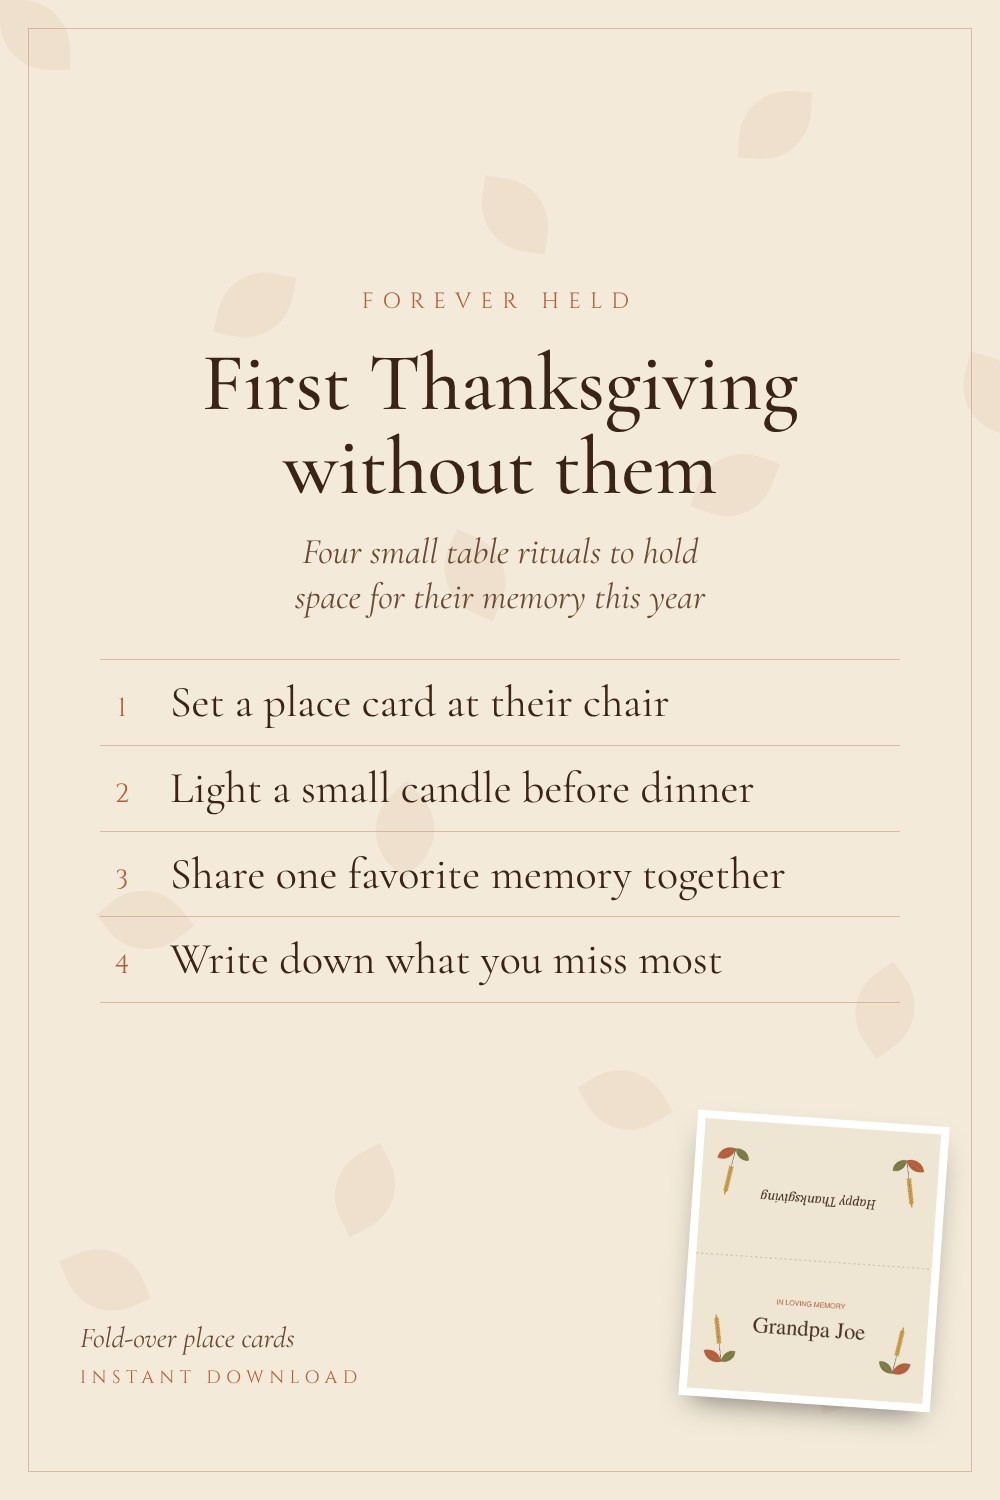 FOREVER HELD
First Thanksgiving
without them
Four small table rituals to hold
space for their memory this year
1 Set a place card at their chair
2 Light a small candle before dinner
3 Share one favorite memory together
4 Write down what you miss most
Happy Thanksgiving
IN LOVING MEMORY
Grandpa Joe
Fold-over place cards
INSTANT DOWNLOAD